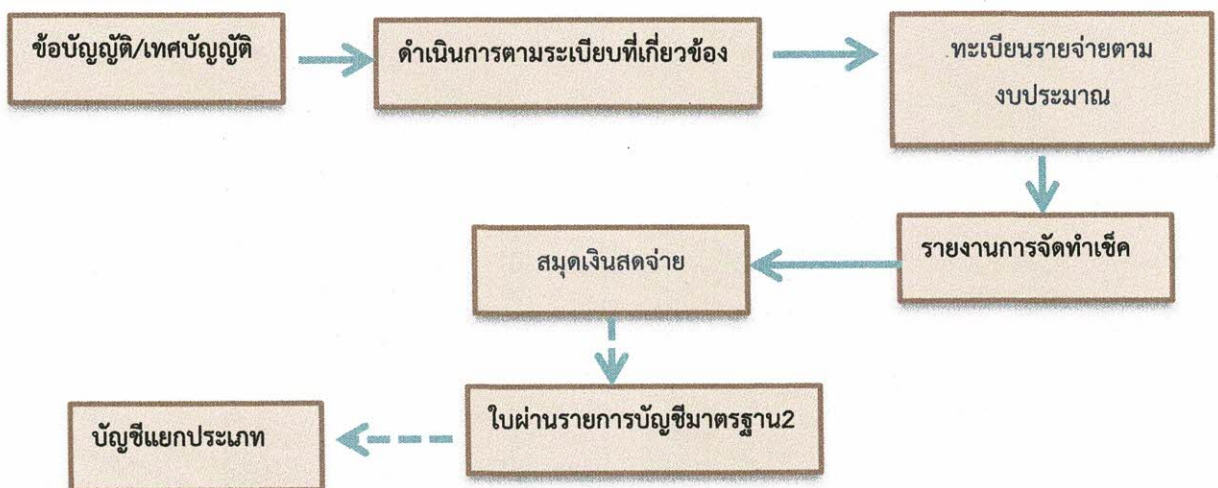 ข้อบัญญัติ/เทศบัญญัติ
ดำเนินการตามระเบียบที่เกี่ยวข้อง
ทะเบียนรายจ่ายตาม
งบประมาณ
รายงานการจัดทำเช็ค
สมุดเงินสดจ่าย
ใบผ่านรายการบัญชีมาตรฐาน2
บัญชีแยกประเภท